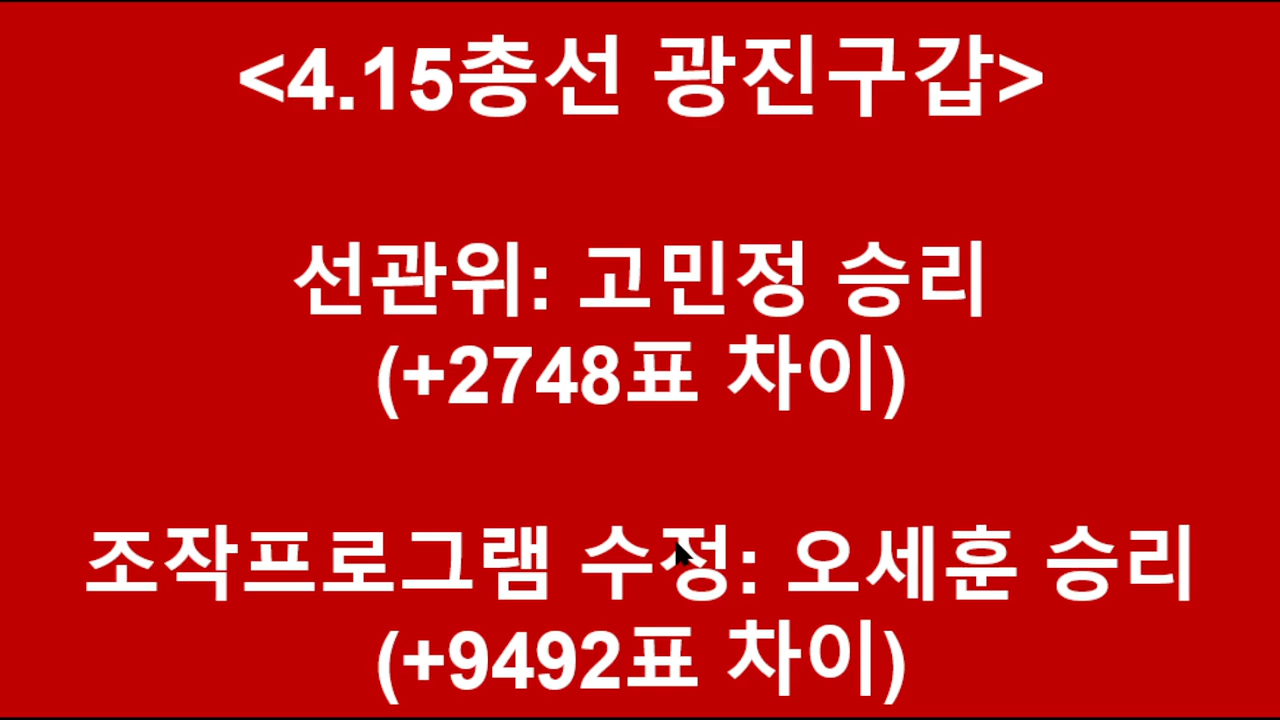 <4.15총선 광진구갑>
선관위: 고민정 승리
(+2748표 차이)
조작프로그램 수정: 오세훈 승리
(+9492표 차이)